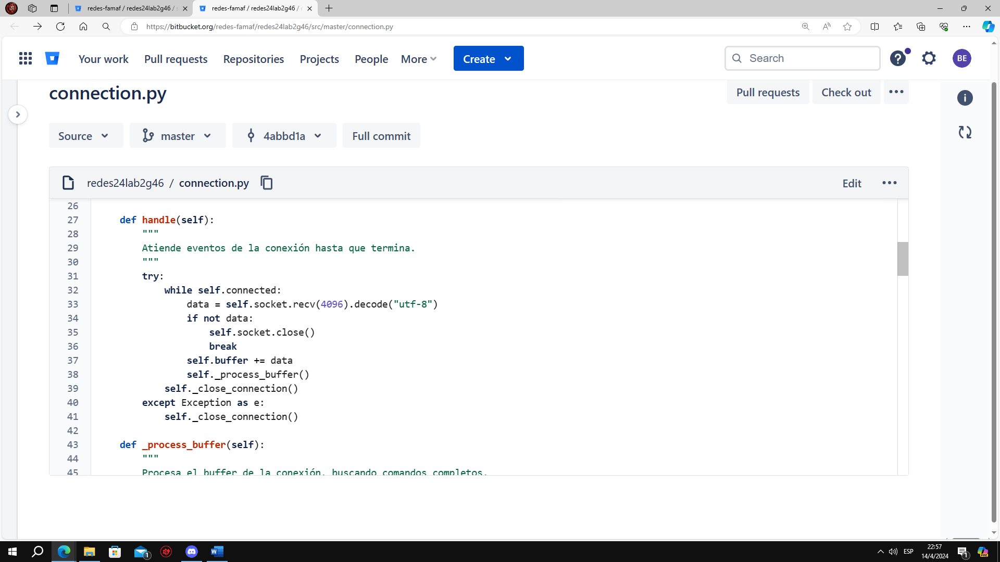 redes-famaf / redes24lab2g46 / s
redes-famaf / redes24lab2g46 / c
https://bitbucket.org/redes-famaf/redes24lab2g46/src/master/connection.py
Your work Pull requests Repositories Projects People More Create Search ? BE
connection.py Pull requests Check out ...
Source master 4abbd1a Full commit
redes24lab2g46 / connection.py Edit ...
26
27 def handle(self):
28 """
29 Atiende eventos de la conexión hasta que termina.
30 """
31 try:
32 while self.connected:
33 data = self.socket.recv(4096).decode("utf-8")
34 if not data:
35 self.socket.close()
36 break
37 self.buffer += data
38 self._process_buffer()
39 self._close_connection()
40 except Exception as e:
41 self._close_connection()
42
43 def _process_buffer(self):
44 """
45 Procesa el buffer de la conexión, buscando comandos completos.
1
ESP
22:57
14/4/2024
1
PRE